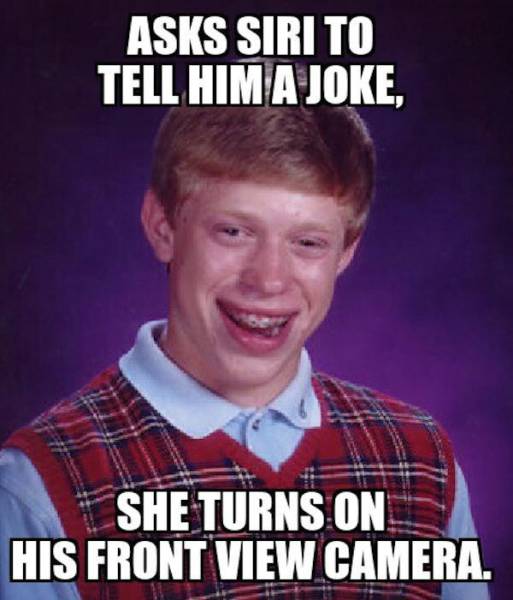 ASKS SIRI TO
TELL HIM A JOKE,
SHE TURNS ON
HIS FRONT VIEW CAMERA.